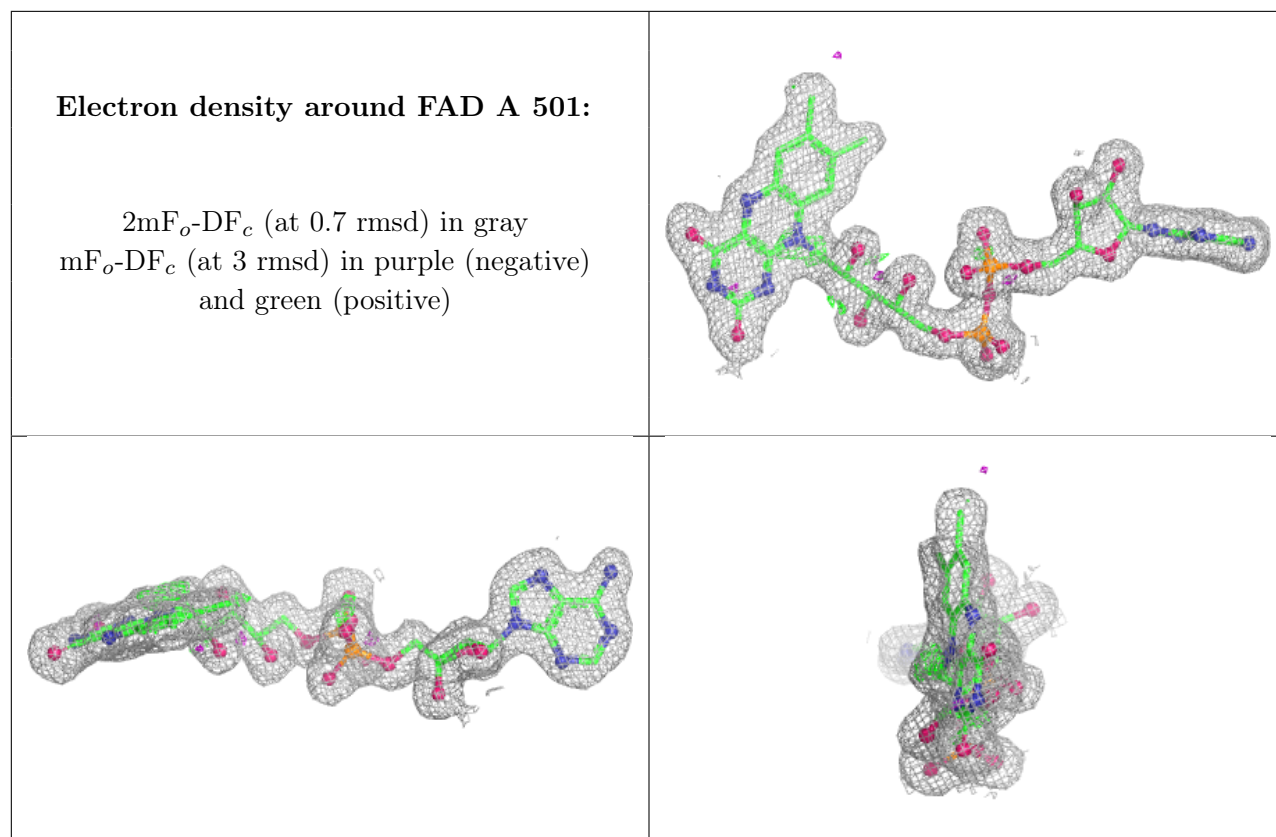 Electron density around FAD A 501:
2mFo-DFc (at 0.7 rmsd) in gray
mFo-DFc (at 3 rmsd) in purple (negative)
and green (positive)